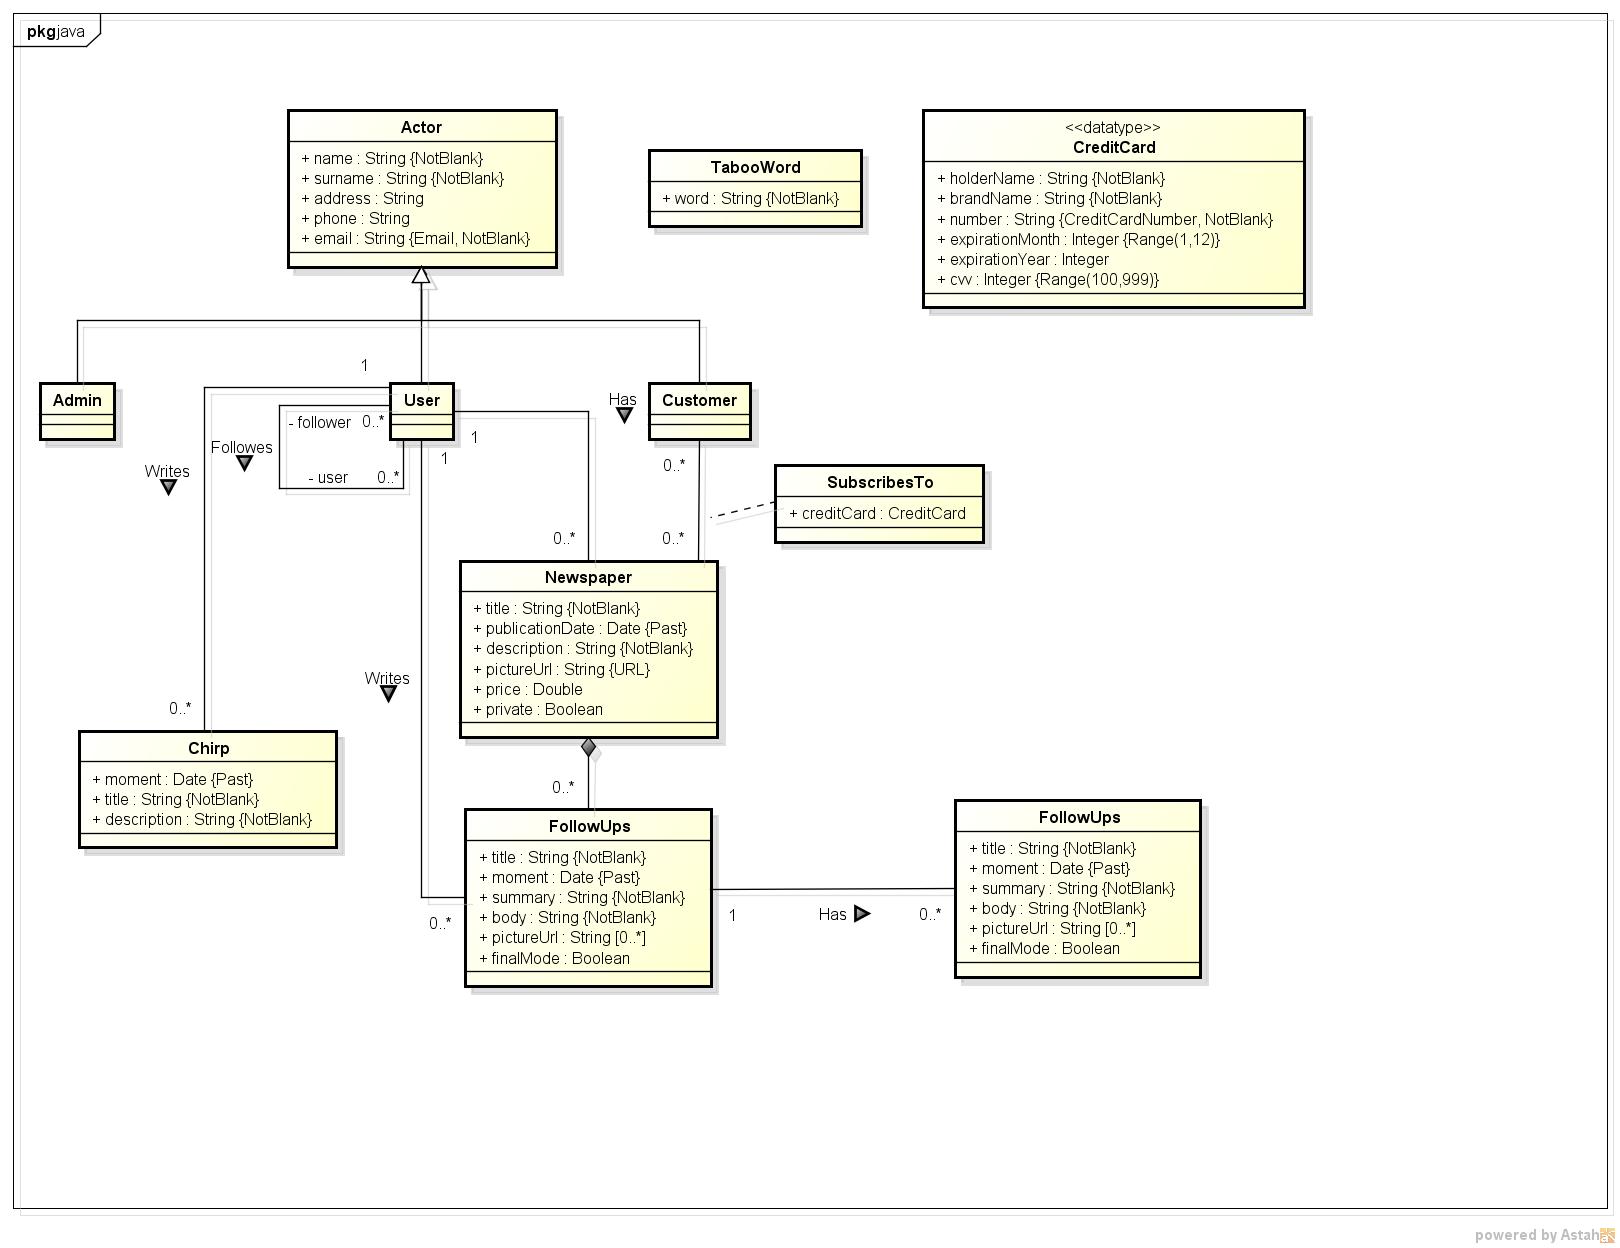 pkg java
Actor
+ name : String {NotBlank}
+ surname : String {NotBlank}
+ address : String
+ phone : String
+ email : String {Email, NotBlank}
TabooWord
+ word : String {NotBlank}
<<datatype>>
CreditCard
+ holderName : String {NotBlank}
+ brandName : String {NotBlank}
+ number : String {CreditCardNumber, NotBlank}
+ expirationMonth : Integer {Range(1,12)}
+ expirationYear : Integer
+ cvv : Integer {Range(100,999)}
1
Admin
User
Has
Customer
- follower 0..*
1
Followes
1
Writes
- user 0..*
0..*
SubscribesTo
+ creditCard : CreditCard
0..*
0..*
Newspaper
+ title : String {NotBlank}
+ publicationDate : Date {Past}
+ description : String {NotBlank}
+ pictureUrl : String {URL}
+ price : Double
+ private : Boolean
Writes
0..*
Chirp
+ moment : Date {Past}
+ title : String {NotBlank}
+ description : String {NotBlank}
0..*
FollowUps
+ title : String {NotBlank}
+ moment : Date {Past}
+ summary : String {NotBlank}
+ body : String {NotBlank}
+ pictureUrl : String [0..*]
+ finalMode : Boolean
0..*
1
Has
0..*
FollowUps
+ title : String {NotBlank}
+ moment : Date {Past}
+ summary : String {NotBlank}
+ body : String {NotBlank}
+ pictureUrl : String [0..*]
+ finalMode : Boolean
powered by Astah